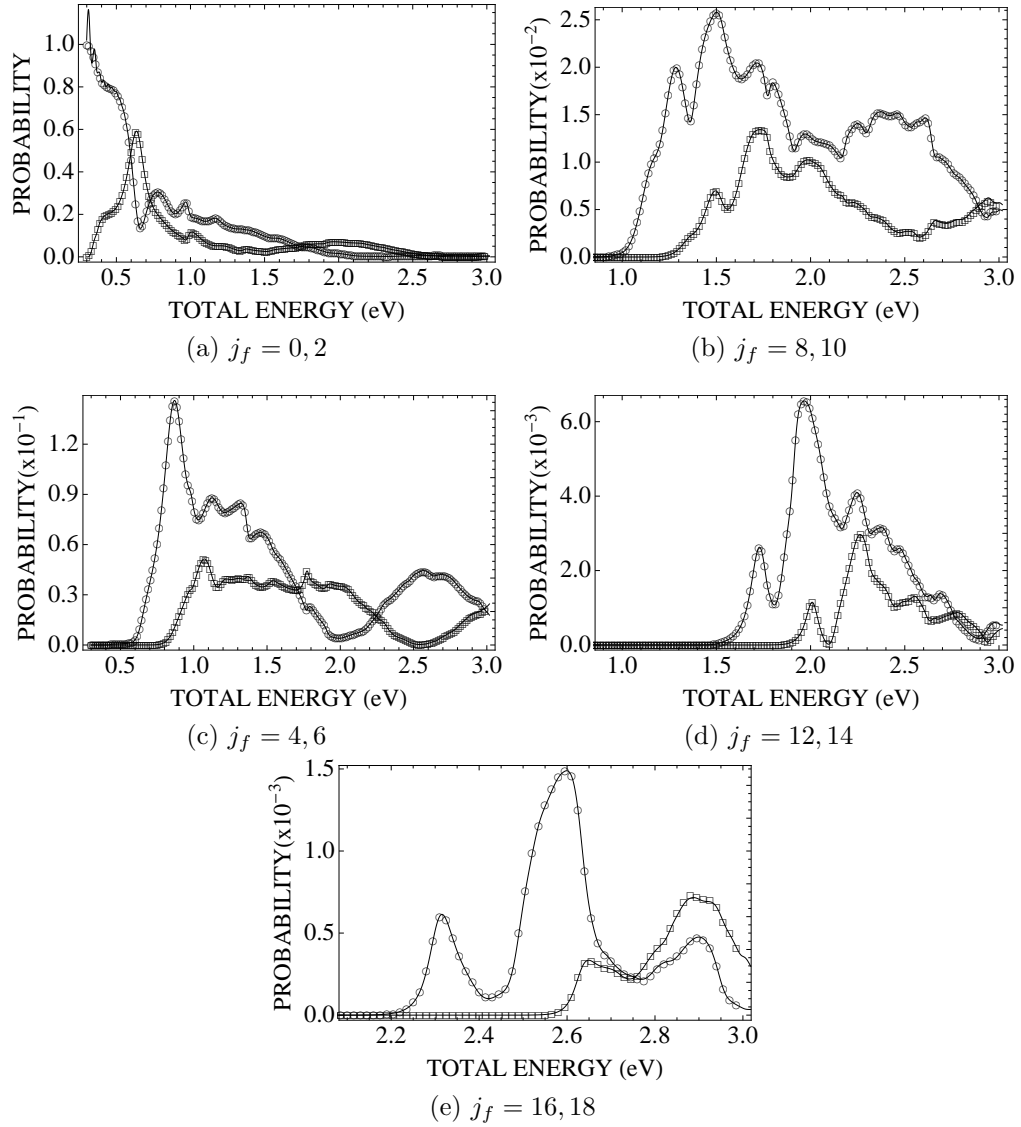 PROBABILITY
1.0
0.8
0.6
0.4
0.2
0.0
0.5 1.0 1.5 2.0 2.5 3.0
TOTAL ENERGY (eV)
(a) j_f = 0, 2
PROBABILITY(x10⁻²)
2.5
2.0
1.5
1.0
0.5
0.0
1.0 1.5 2.0 2.5 3.0
TOTAL ENERGY (eV)
(b) j_f = 8, 10
PROBABILITY(x10⁻¹)
1.2
0.9
0.6
0.3
0.0
0.5 1.0 1.5 2.0 2.5 3.0
TOTAL ENERGY (eV)
(c) j_f = 4, 6
PROBABILITY(x10⁻³)
6.0
4.0
2.0
0.0
1.0 1.5 2.0 2.5 3.0
TOTAL ENERGY (eV)
(d) j_f = 12, 14
PROBABILITY(x10⁻³)
1.5
1.0
0.5
0.0
2.2 2.4 2.6 2.8 3.0
TOTAL ENERGY (eV)
(e) j_f = 16, 18